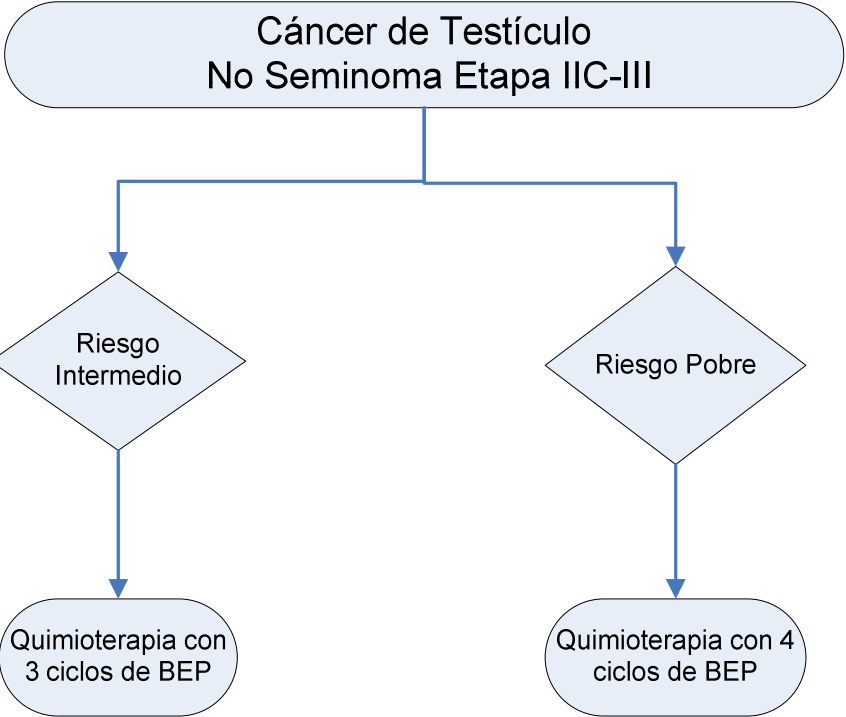 Cáncer de Testículo
No Seminoma Etapa IIC-III
Riesgo
Intermedio
Riesgo Pobre
Quimioterapia con
3 ciclos de BEP
Quimioterapia con 4
ciclos de BEP